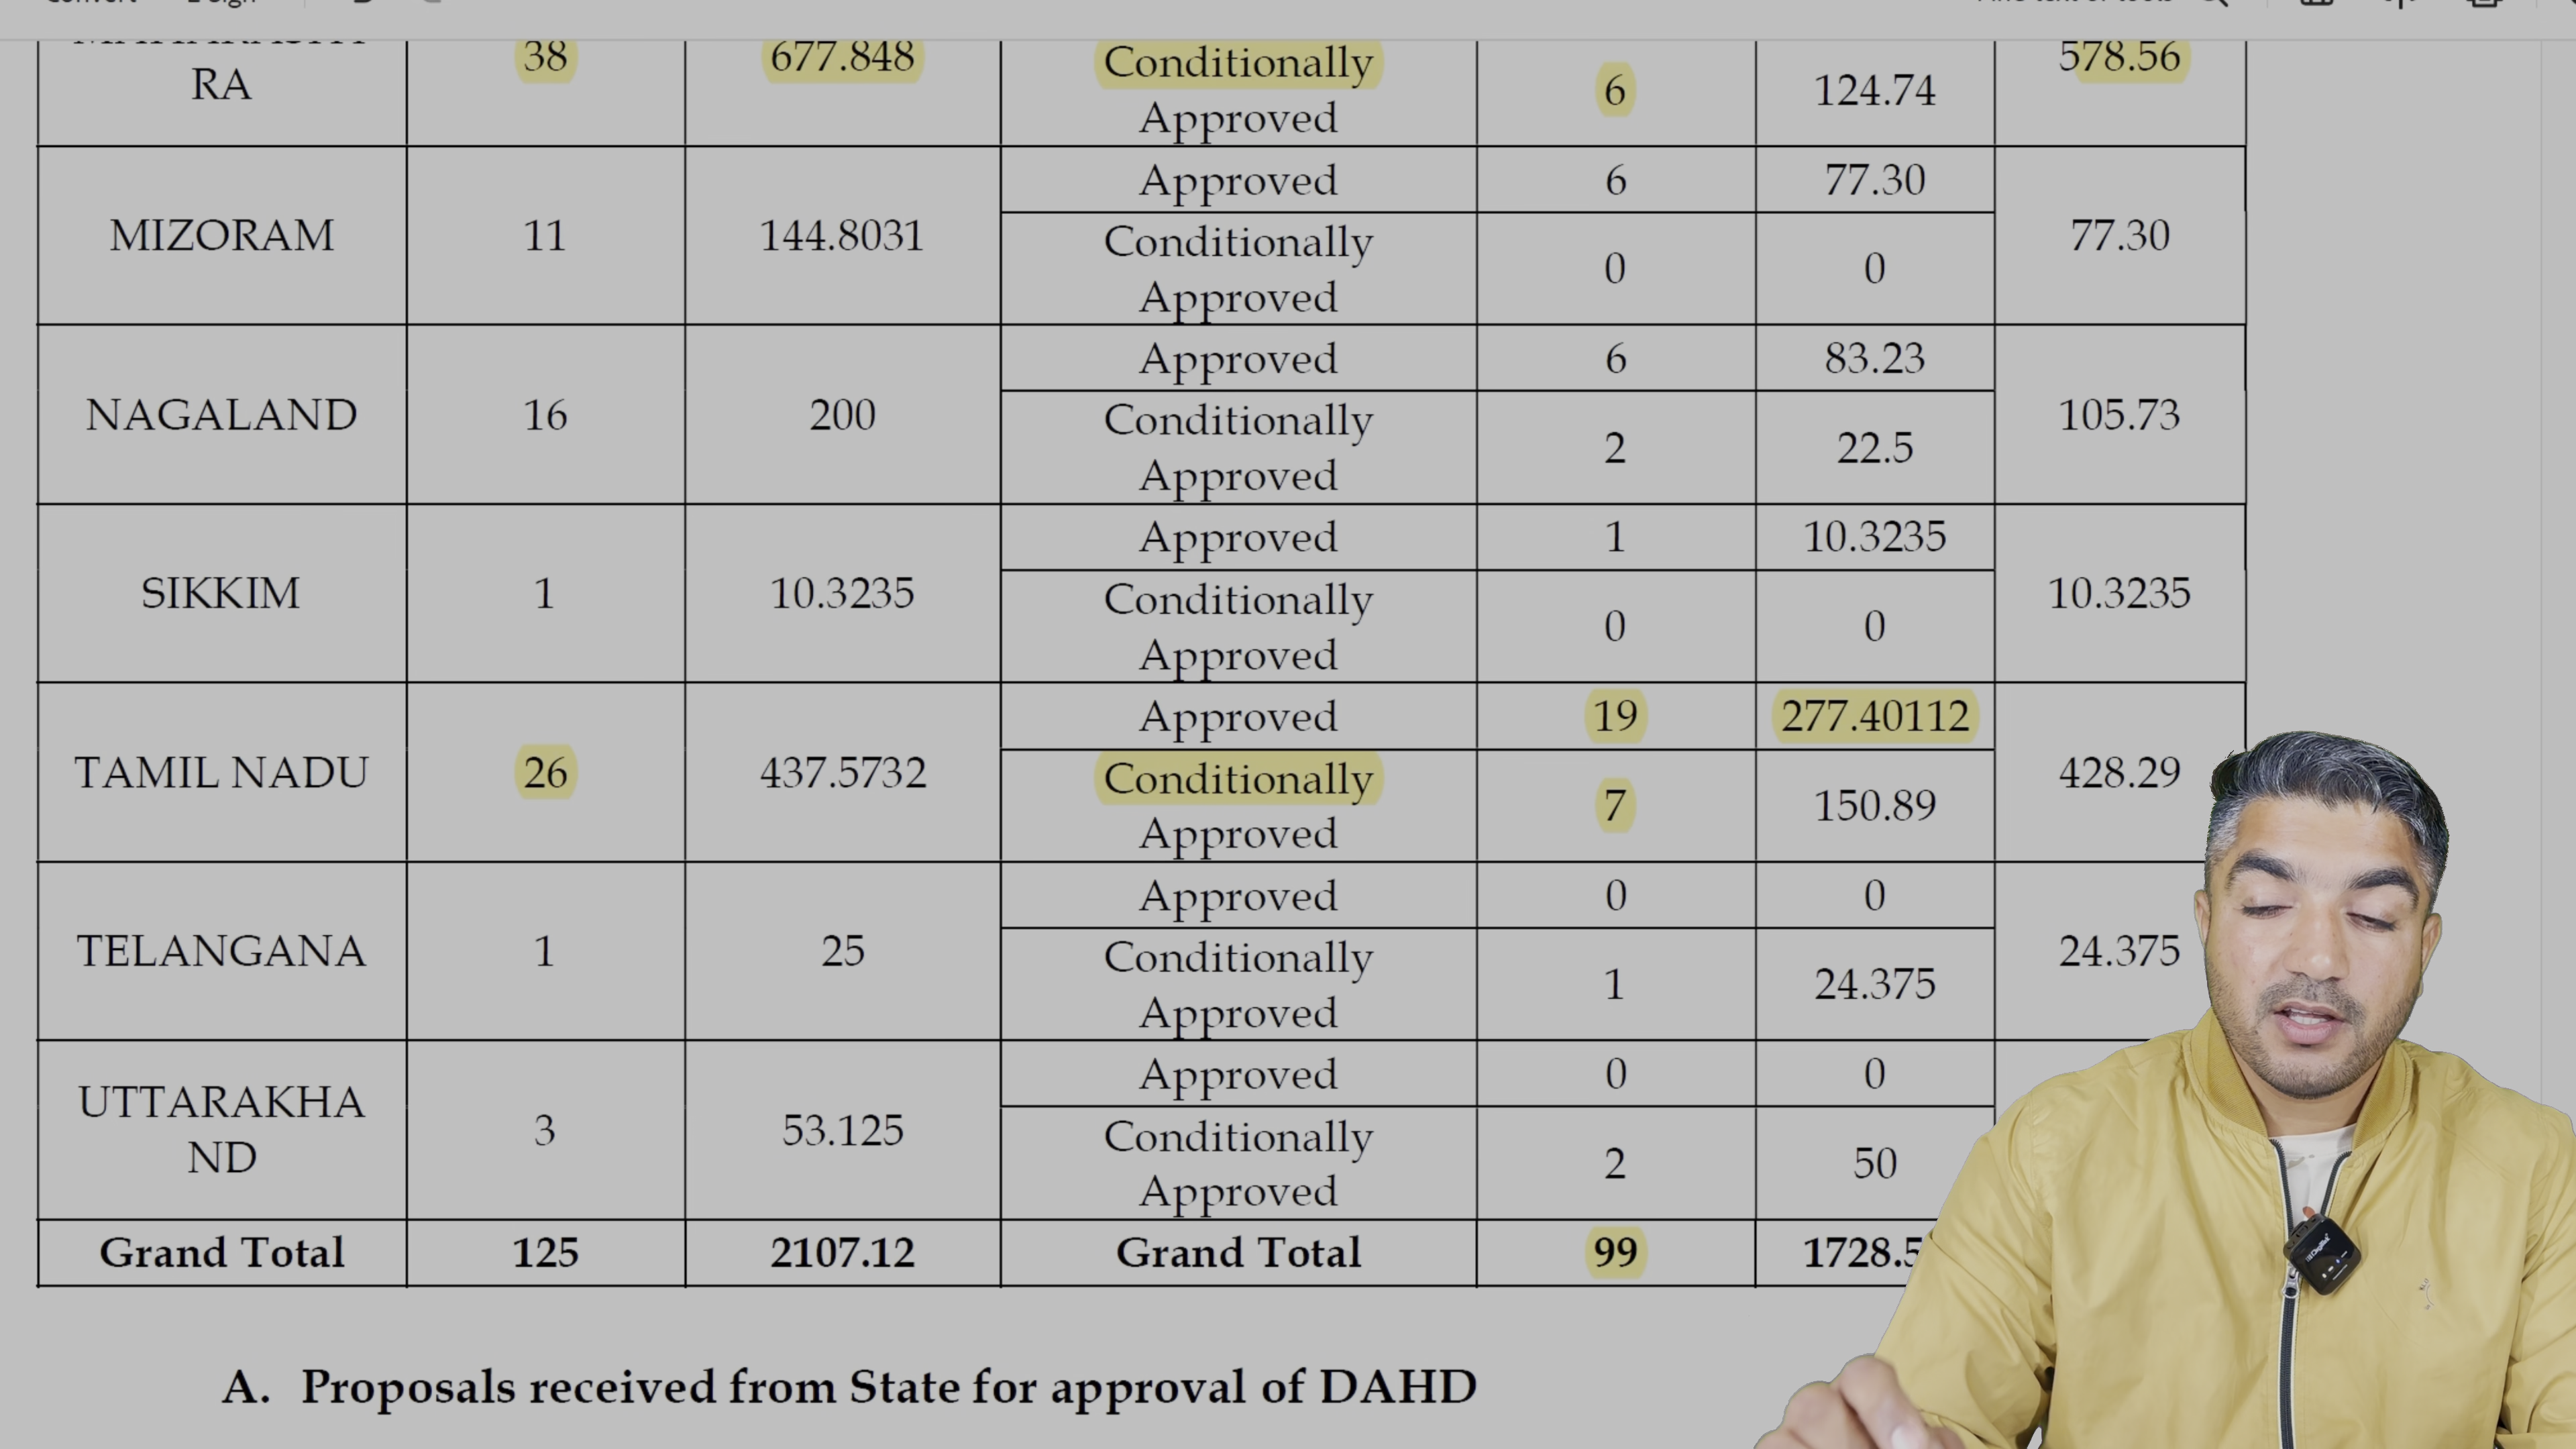 38 677.848 Conditionally 578.56
RA 6 124.74
Approved
Approved 6 77.30
MIZORAM 11 144.8031 77.30
Conditionally
Approved 0 0
Approved 6 83.23
NAGALAND 16 200 105.73
Conditionally
Approved 2 22.5
Approved 1 10.3235
SIKKIM 1 10.3235 10.3235
Conditionally
Approved 0 0
Approved 19 277.40112
TAMIL NADU 26 437.5732 428.29
Conditionally
Approved 7 150.89
Approved 0 0
TELANGANA 1 25 24.375
Conditionally
Approved 1 24.375
Approved 0 0
UTTARAKHA
ND 3 53.125
Conditionally
Approved 2 50
Grand Total 125 2107.12 Grand Total 99 1728.5
A. Proposals received from State for approval of DAHD